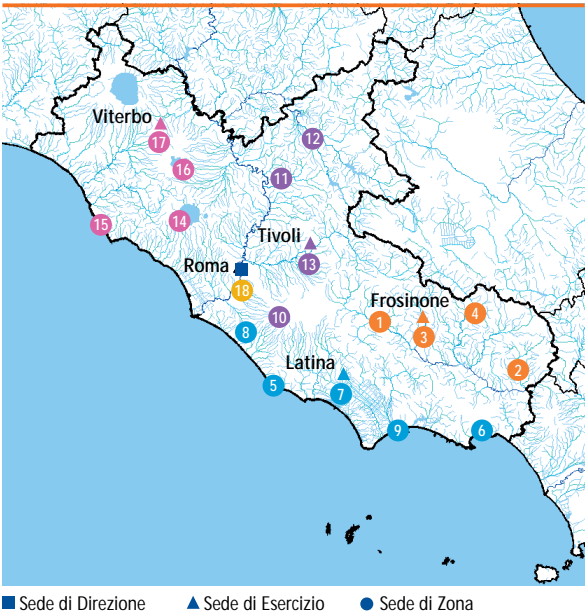 Viterbo
17
12
16
11
15
14
Tivoli
13
Roma
18
Frosinone
10
1
4
8
3
Latina
2
5
7
9
6
Sede di Direzione
Sede di Esercizio
Sede di Zona